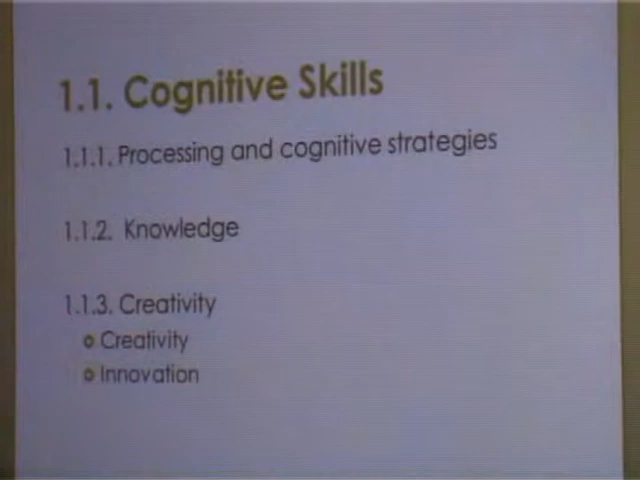 1.1. Cognitive Skills
1.1.1. Processing and cognitive strategies
1.1.2. Knowledge
1.1.3. Creativity
Creativity
Innovation